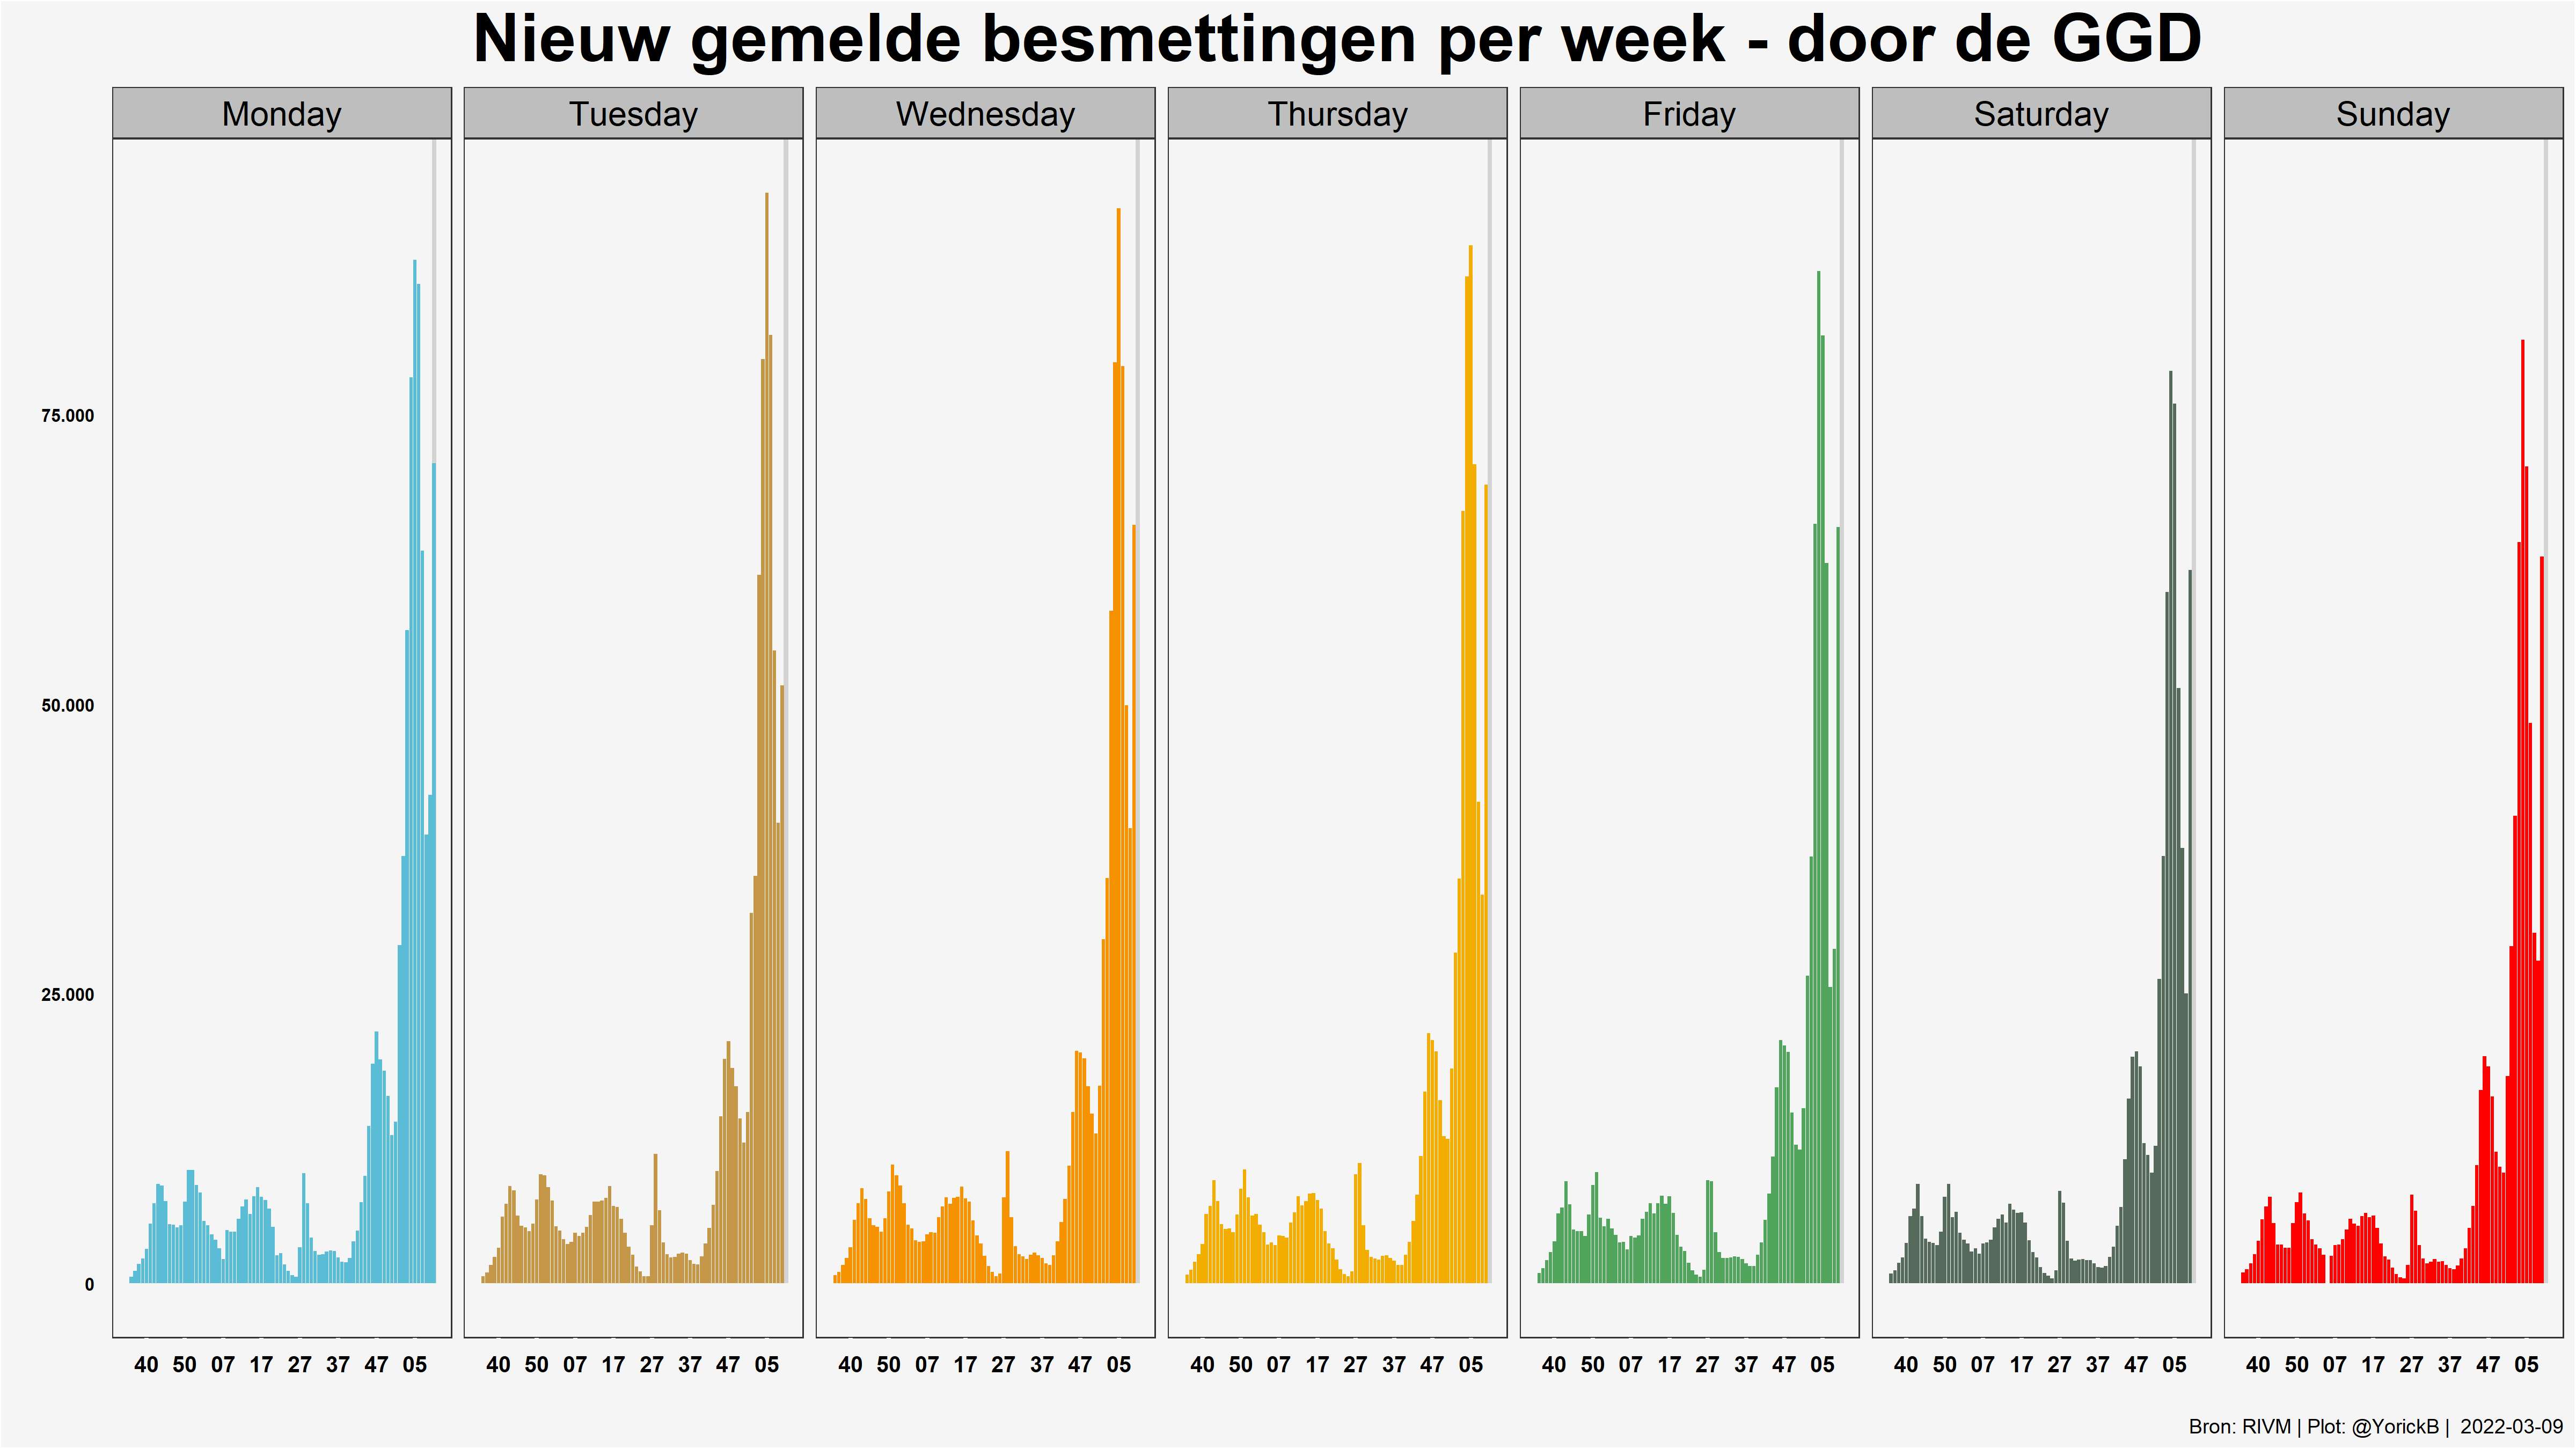 Nieuw gemelde besmettingen per week - door de GGD
Monday Tuesday Wednesday Thursday Friday Saturday Sunday
75.000
50.000
25.000
0
40 50 07 17 27 37 47 05 40 50 07 17 27 37 47 05 40 50 07 17 27 37 47 05 40 50 07 17 27 37 47 05 40 50 07 17 27 37 47 05 40 50 07 17 27 37 47 05 40 50 07 17 27 37 47 05
Bron: RIVM | Plot: @YorickB | 2022-03-09